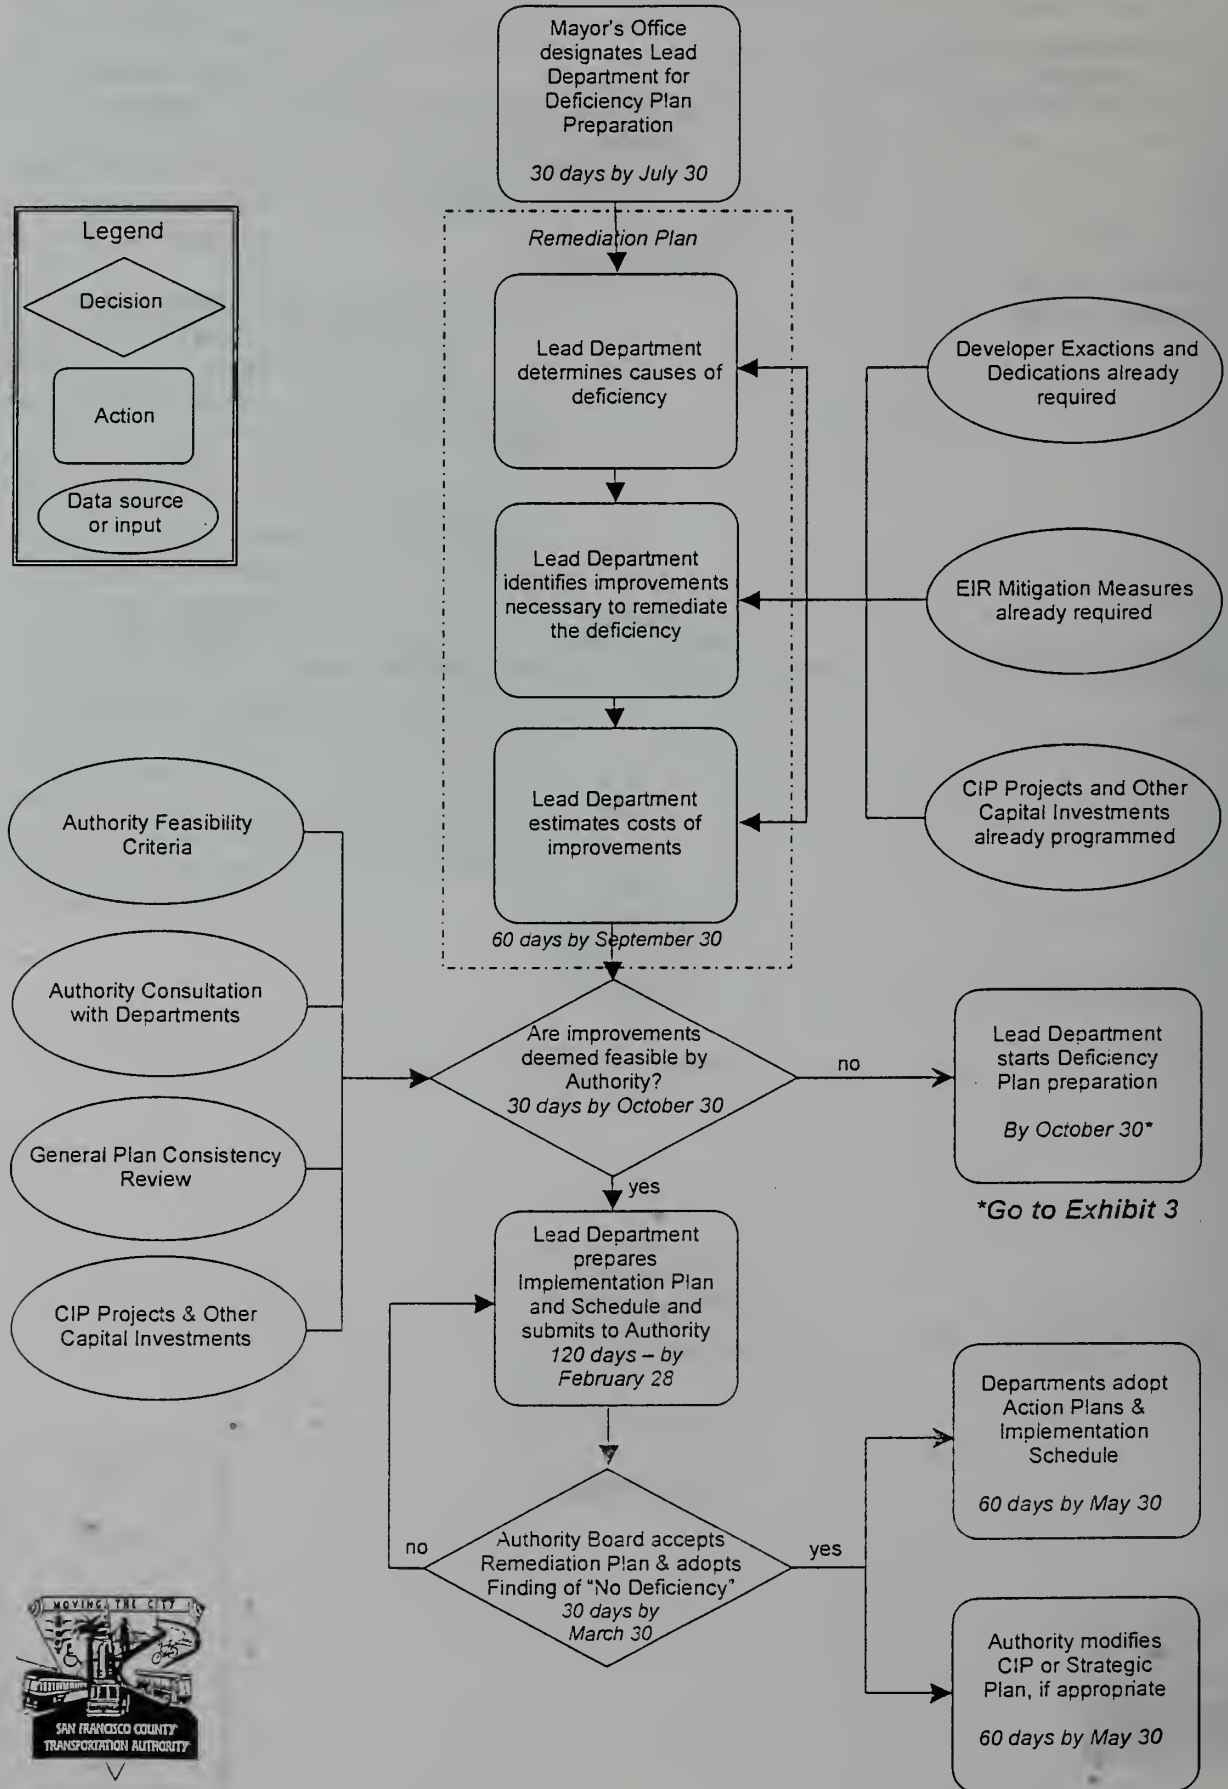 Mayor's Office
designates Lead
Department for
Deficiency Plan
Preparation
30 days by July 30
Legend
Decision
Action
Data source
or input
Remediation Plan
Lead Department
determines causes of
deficiency
Developer Exactions and
Dedications already
required
Lead Department
identifies improvements
necessary to remediate
the deficiency
EIR Mitigation Measures
already required
Lead Department
estimates costs of
improvements
CIP Projects and Other
Capital Investments
already programmed
60 days by September 30
Authority Feasibility
Criteria
Authority Consultation
with Departments
General Plan Consistency
Review
CIP Projects & Other
Capital Investments
Are improvements
deemed feasible by
Authority?
30 days by October 30
no
Lead Department
starts Deficiency
Plan preparation
By October 30*
*Go to Exhibit 3
yes
Lead Department
prepares
Implementation Plan
and Schedule and
submits to Authority
120 days – by
February 28
no
Authority Board accepts
Remediation Plan & adopts
Finding of "No Deficiency"
30 days by
March 30
yes
Departments adopt
Action Plans &
Implementation
Schedule
60 days by May 30
Authority modifies
CIP or Strategic
Plan, if appropriate
60 days by May 30
MOVING THE CITY
SAN FRANCISCO COUNTY
TRANSPORTATION AUTHORITY